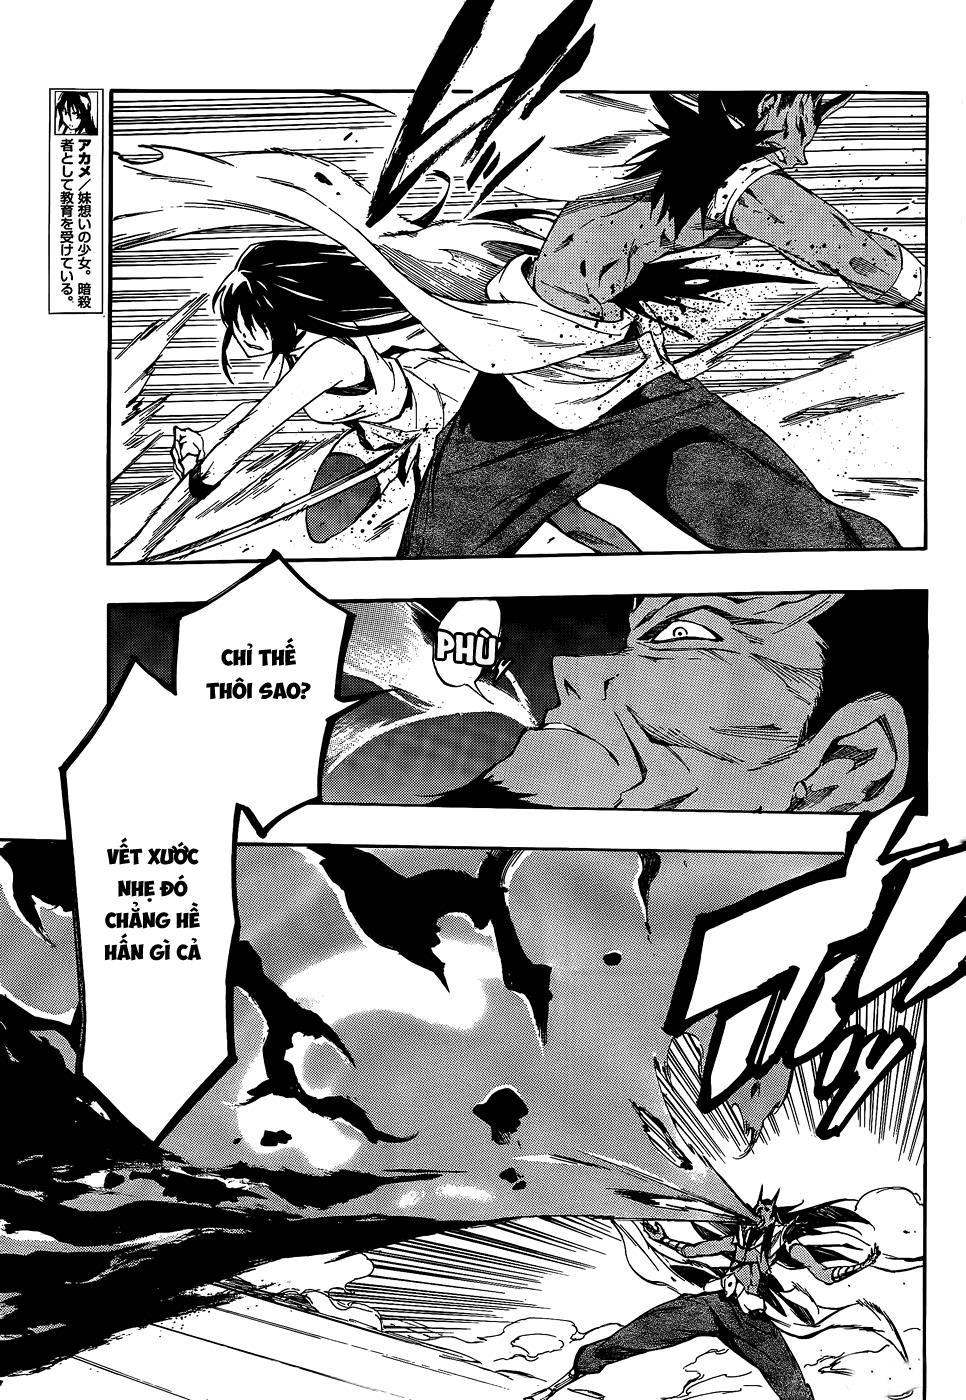 アカメ／妹想いの少女。暗殺
者として教育を受けている。
PHÙ
CHỈ THẾ
THÔI SAO?
VẾT XƯỚC
NHẸ ĐÓ
CHẲNG HỀ
HẤN GÌ CẢ